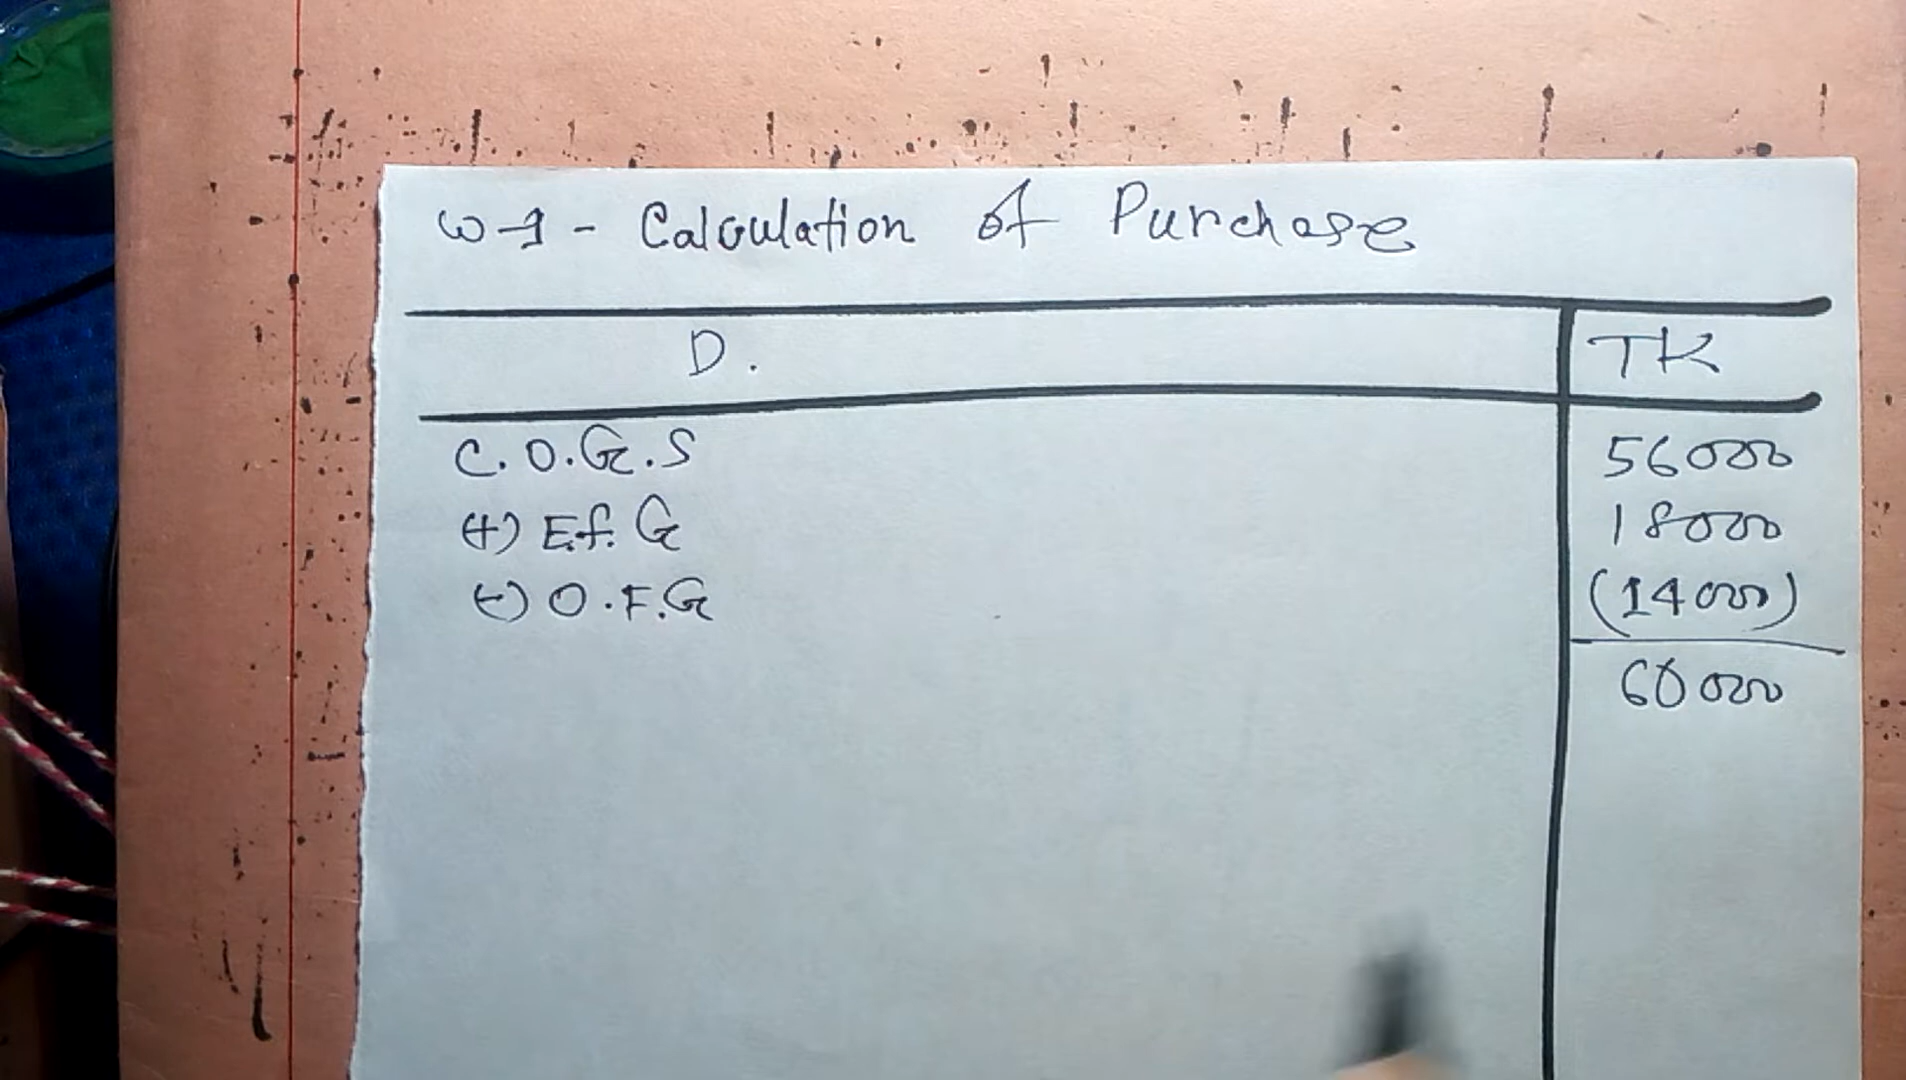 W-1 - Calculation of Purchase
D. TK
C.O.G.S 56000
(+) E.f.G 18000
(-) O.F.G (14000)
60000